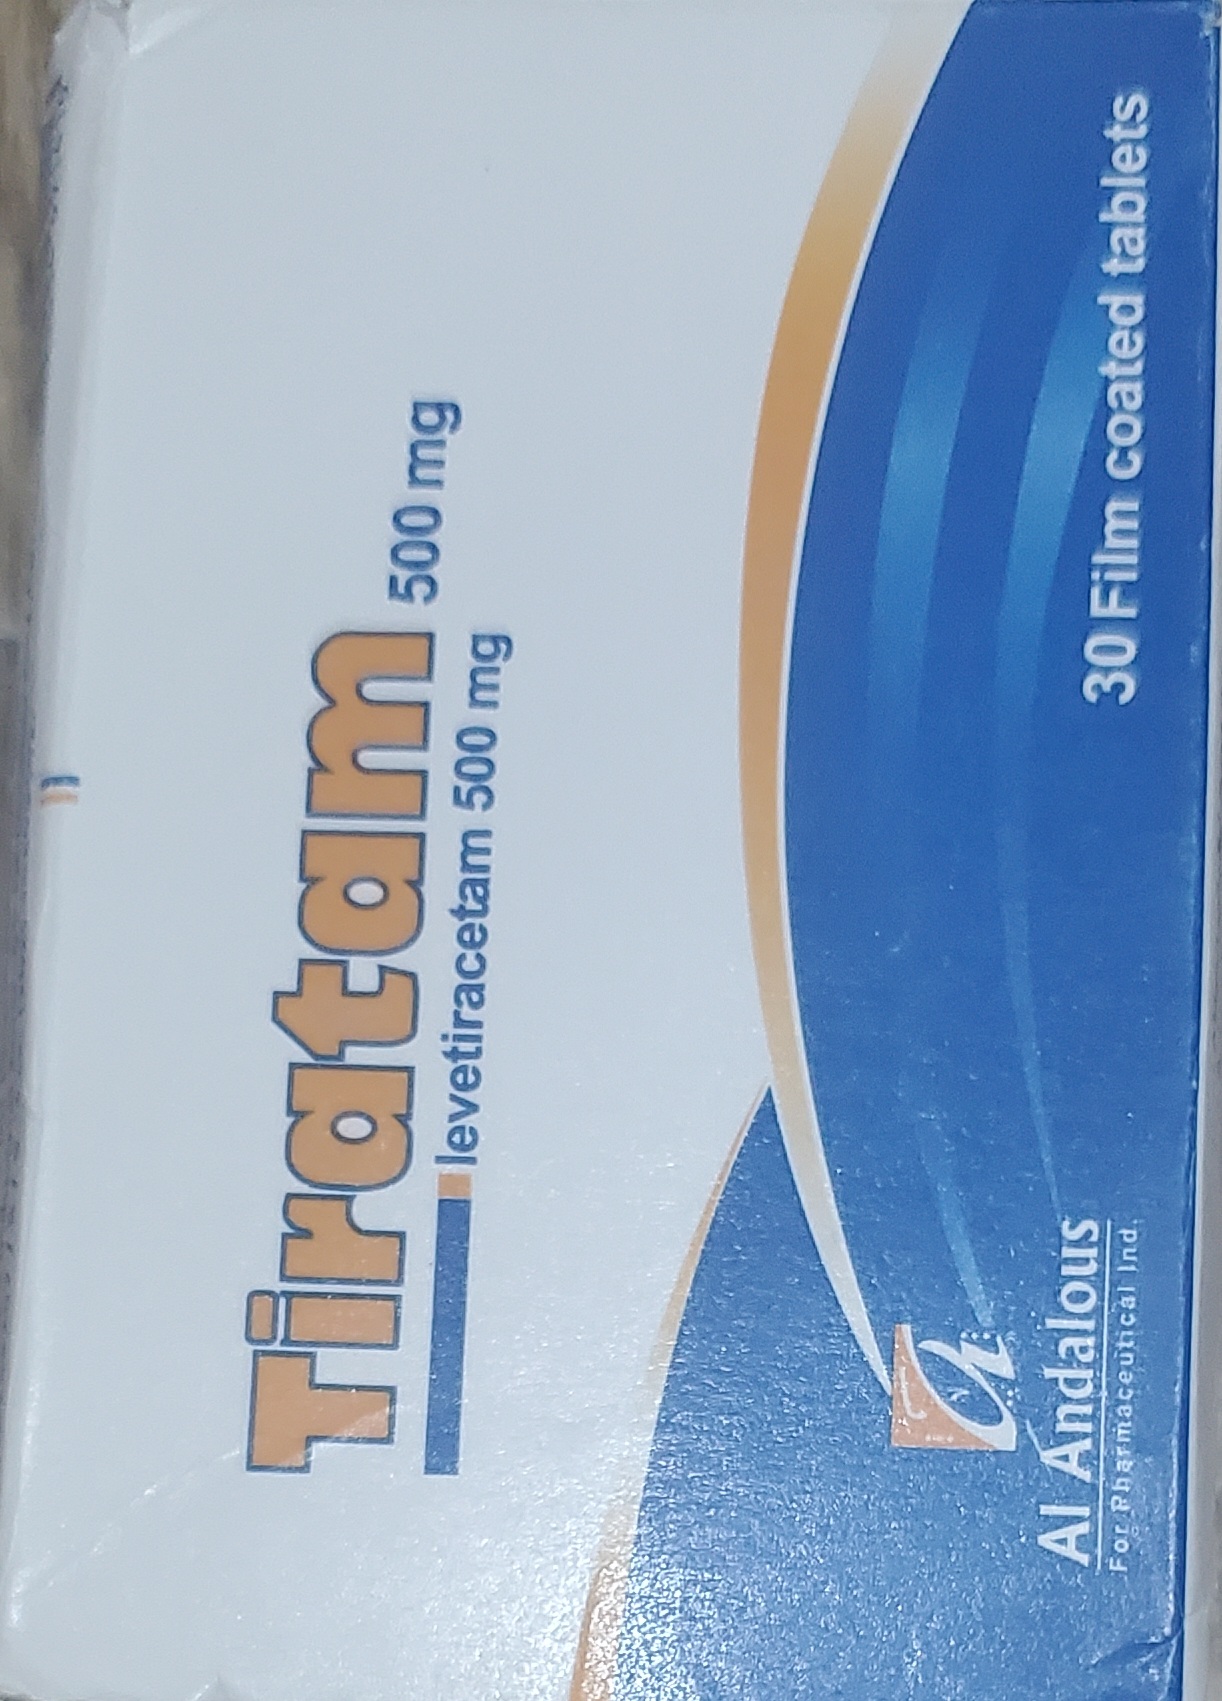 Tiratam 500 mg
levetiracetam 500 mg
30 Film coated tablets
Al Andalous
For Pharmaceutical Ind.